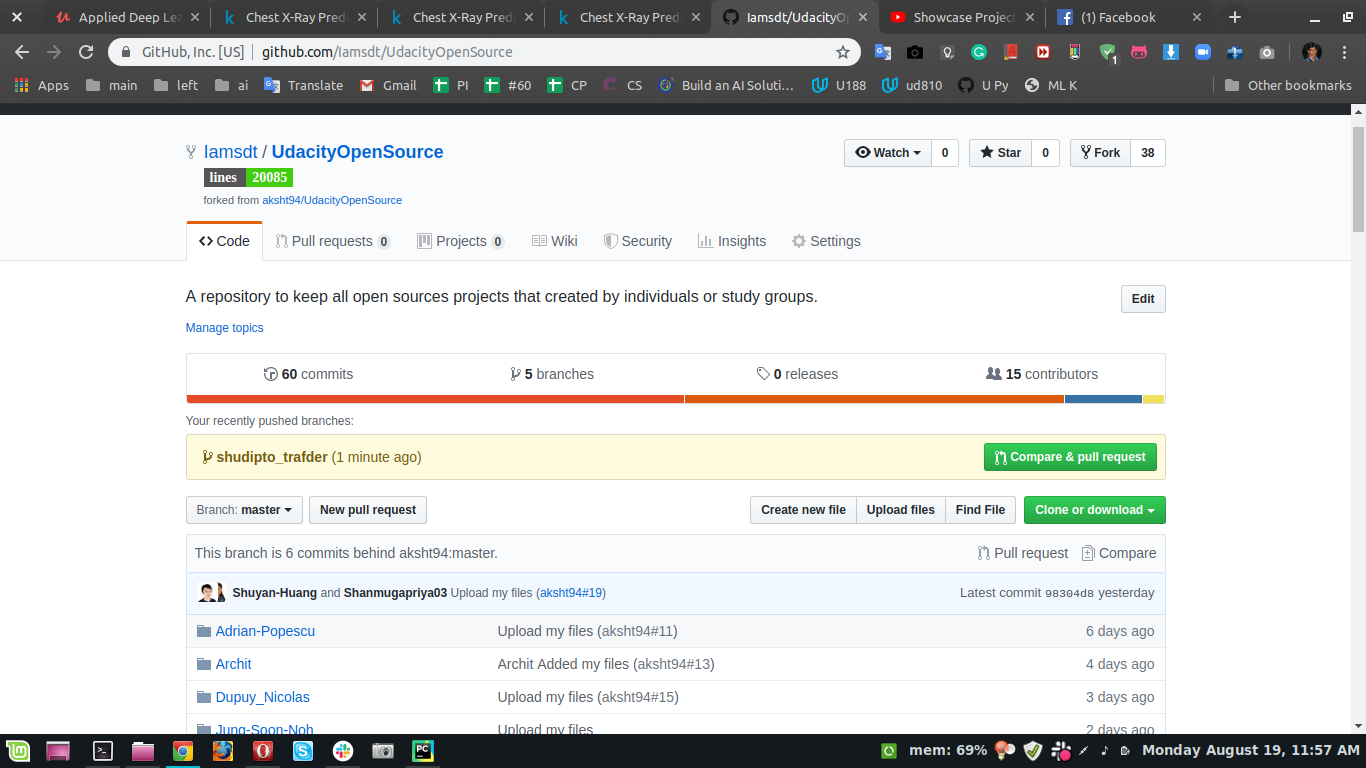 Applied Deep Lea
Chest X-Ray Predi
Chest X-Ray Predi
Chest X-Ray Predi
Iamsdt/UdacityOp
Showcase Project
(1) Facebook
GitHub, Inc. [US]
github.com/Iamsdt/UdacityOpenSource
1
Apps
main
left
ai
Translate
Gmail
PI
#60
CP
CS
Build an AI Soluti...
U188
ud810
U Py
ML K
Other bookmarks
Iamsdt / UdacityOpenSource
Watch 0
Star 0
Fork 38
lines 20085
forked from aksht94/UdacityOpenSource
Code
Pull requests 0
Projects 0
Wiki
Security
Insights
Settings
A repository to keep all open sources projects that created by individuals or study groups.
Edit
Manage topics
60 commits
5 branches
0 releases
15 contributors
Your recently pushed branches:
shudipto_trafder (1 minute ago)
Compare & pull request
Branch: master
New pull request
Create new file
Upload files
Find File
Clone or download
This branch is 6 commits behind aksht94:master.
Pull request
Compare
Shuyan-Huang and Shanmugapriya03 Upload my files (aksht94#19)
Latest commit 98304d8 yesterday
Adrian-Popescu
Upload my files (aksht94#11)
6 days ago
Archit
Archit Added my files (aksht94#13)
4 days ago
Dupuy_Nicolas
Upload my files (aksht94#15)
3 days ago
Jung-Soon-Noh
Upload my files
2 days ago
mem: 69%
Monday August 19, 11:57 AM